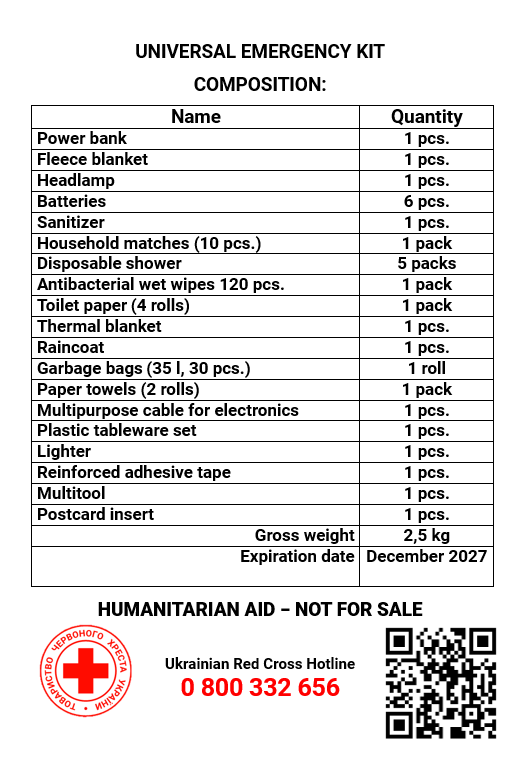 UNIVERSAL EMERGENCY KIT
COMPOSITION:
Name Quantity
Power bank 1 pcs.
Fleece blanket 1 pcs.
Headlamp 1 pcs.
Batteries 6 pcs.
Sanitizer 1 pcs.
Household matches (10 pcs.) 1 pack
Disposable shower 5 packs
Antibacterial wet wipes 120 pcs. 1 pack
Toilet paper (4 rolls) 1 pack
Thermal blanket 1 pcs.
Raincoat 1 pcs.
Garbage bags (35 l, 30 pcs.) 1 roll
Paper towels (2 rolls) 1 pack
Multipurpose cable for electronics 1 pcs.
Plastic tableware set 1 pcs.
Lighter 1 pcs.
Reinforced adhesive tape 1 pcs.
Multitool 1 pcs.
Postcard insert 1 pcs.
Gross weight 2,5 kg
Expiration date December 2027
HUMANITARIAN AID – NOT FOR SALE
ТОВАРИСТВО ЧЕРВОНОГО ХРЕСТА УКРАЇНИ
Ukrainian Red Cross Hotline
0 800 332 656